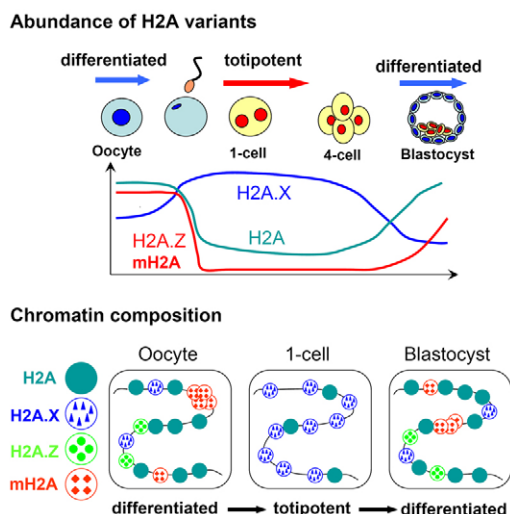 Abundance of H2A variants
differentiated totipotent differentiated
Oocyte 1-cell 4-cell Blastocyst
H2A.X
H2A.Z H2A
mH2A
Chromatin composition
Oocyte 1-cell Blastocyst
H2A
H2A.X
H2A.Z
mH2A
differentiated totipotent differentiated